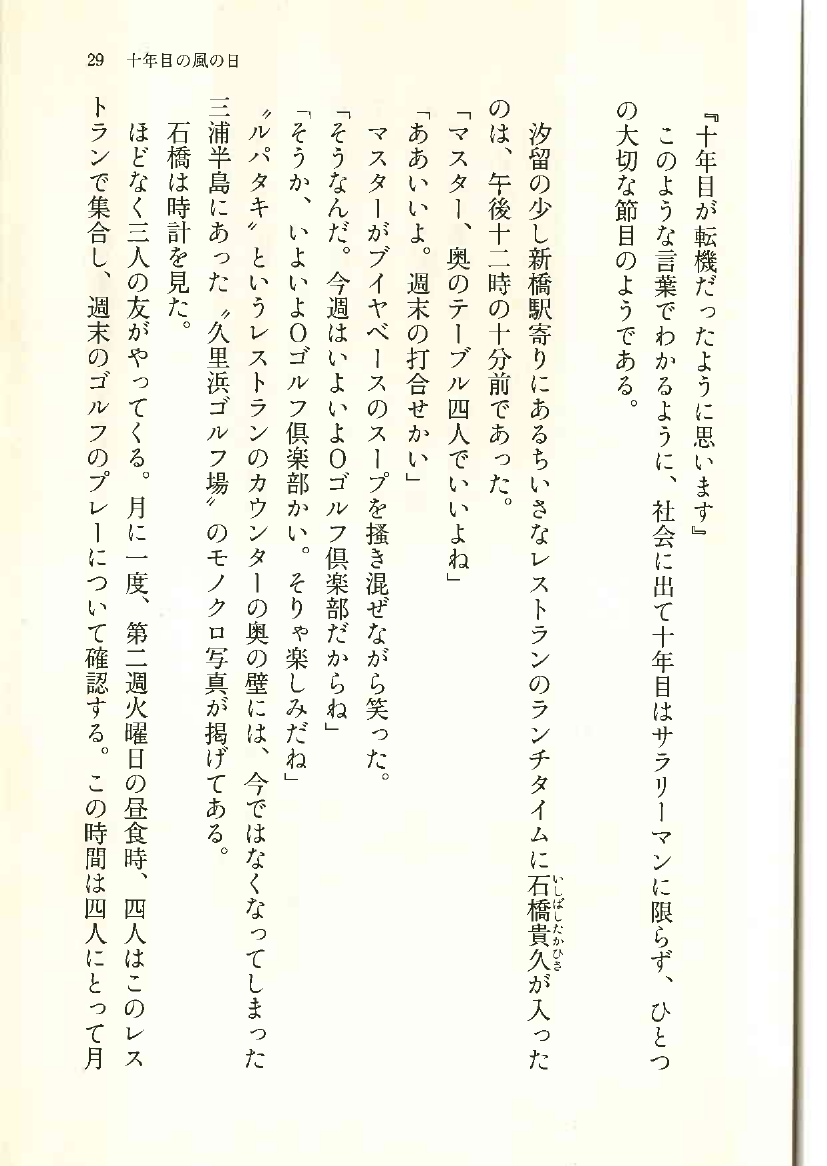 29　十年目の風の日
『十年目が転機だったように思います』
　このような言葉でわかるように、社会に出て十年目はサラリーマンに限らず、ひとつ
の大切な節目のようである。
　汐留の少し新橋駅寄りにあるちいさなレストランのランチタイムに石橋貴久が入った
いしばしたかひさ
のは、午後十二時の十分前であった。
「マスター、奥のテーブル四人でいいよね」
「ああいいよ。週末の打合せかい」
　マスターがブイヤベースのスープを掻き混ぜながら笑った。
「そうなんだ。今週はいよいよOゴルフ倶楽部だからね」
「そうか、いよいよOゴルフ倶楽部かい。そりゃ楽しみだね」
〝ルパタキ〟というレストランのカウンターの奥の壁には、今ではなくなってしまった
三浦半島にあった〝久里浜ゴルフ場〟のモノクロ写真が掲げてある。
　石橋は時計を見た。
　ほどなく三人の友がやってくる。月に一度、第二週火曜日の昼食時、四人はこのレス
トランで集合し、週末のゴルフのプレーについて確認する。この時間は四人にとって月